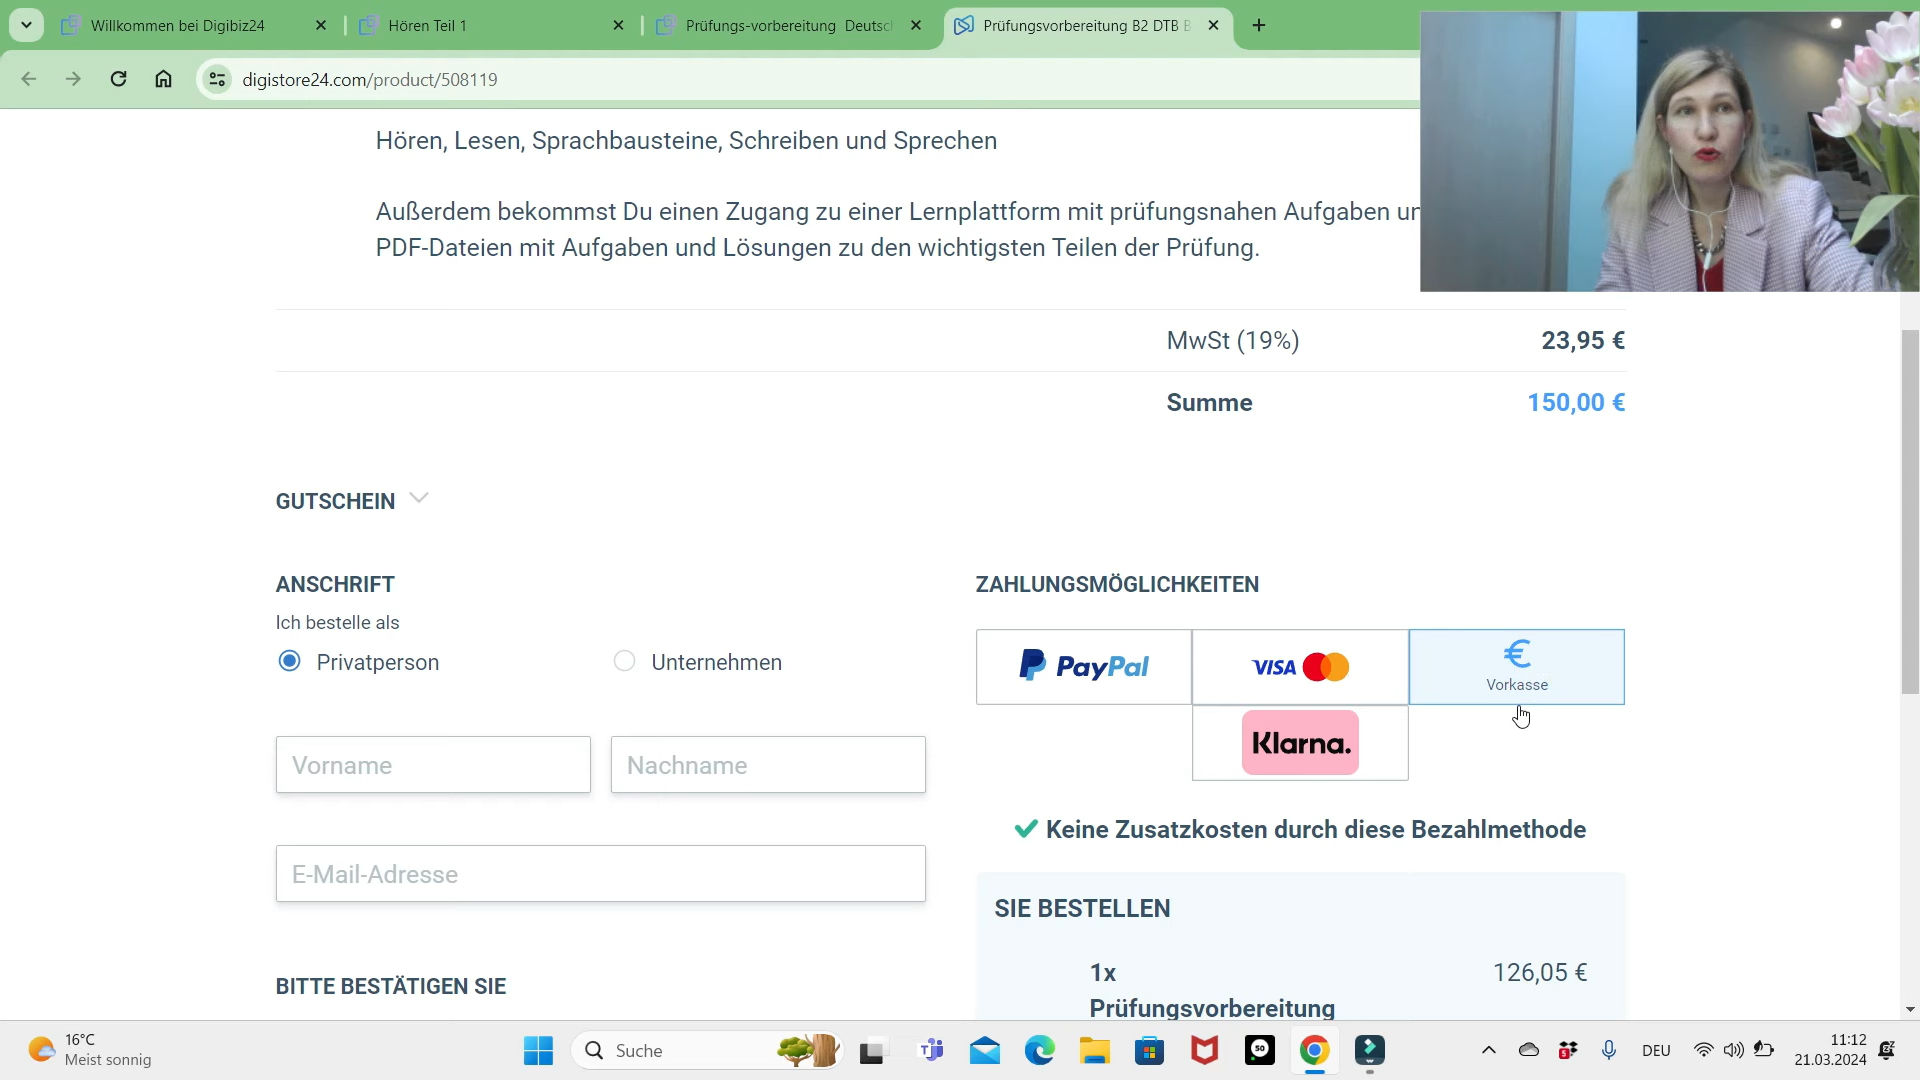 Willkommen bei Digibiz24
Hören Teil 1
Prüfungs-vorbereitung Deutsc
Prüfungsvorbereitung B2 DTB B
digistore24.com/product/508119
Hören, Lesen, Sprachbausteine, Schreiben und Sprechen
Außerdem bekommst Du einen Zugang zu einer Lernplattform mit prüfungsnahen Aufgaben un
PDF-Dateien mit Aufgaben und Lösungen zu den wichtigsten Teilen der Prüfung.
MwSt (19%) 23,95 €
Summe 150,00 €
GUTSCHEIN
ANSCHRIFT
Ich bestelle als
Privatperson Unternehmen
Vorname Nachname
E-Mail-Adresse
BITTE BESTÄTIGEN SIE
ZAHLUNGSMÖGLICHKEITEN
PayPal VISA €
Vorkasse
Klarna.
Keine Zusatzkosten durch diese Bezahlmethode
SIE BESTELLEN
1x 126,05 €
Prüfungsvorbereitung
16°C
Meist sonnig
Suche
DEU
11:12
21.03.2024